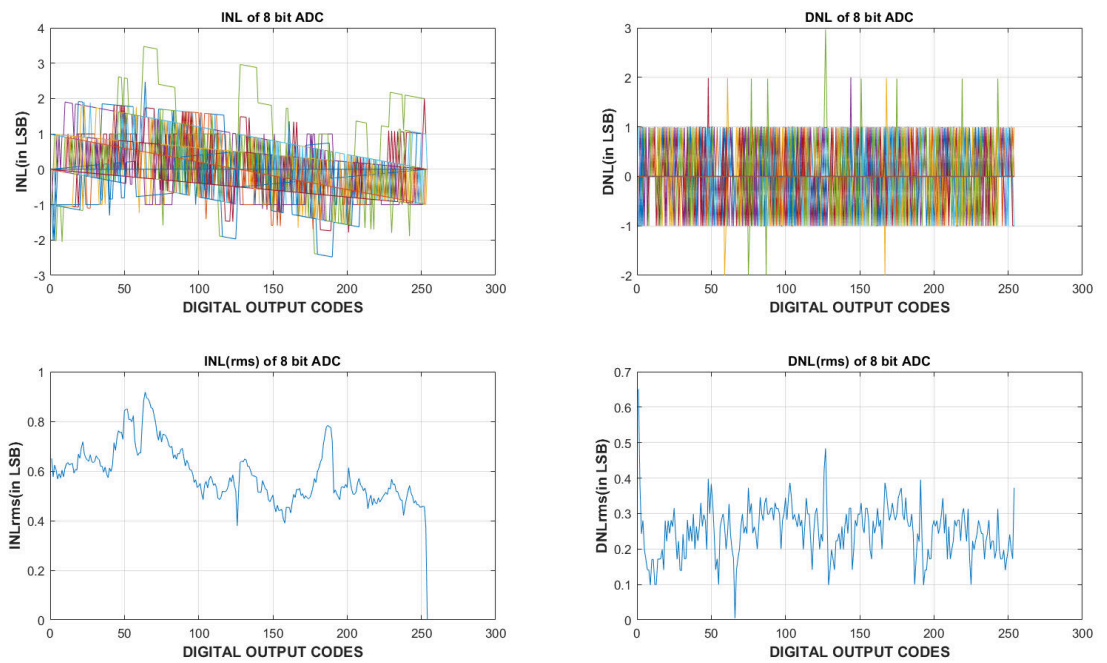 INL of 8 bit ADC
INL(in LSB)
4
3
2
1
0
-1
-2
-3
0 50 100 150 200 250 300
DIGITAL OUTPUT CODES
DNL of 8 bit ADC
DNL(in LSB)
3
2
1
0
-1
-2
0 50 100 150 200 250 300
DIGITAL OUTPUT CODES
INL(rms) of 8 bit ADC
INLrms(in LSB)
1
0.8
0.6
0.4
0.2
0
0 50 100 150 200 250 300
DIGITAL OUTPUT CODES
DNL(rms) of 8 bit ADC
DNLrms(in LSB)
0.7
0.6
0.5
0.4
0.3
0.2
0.1
0
0 50 100 150 200 250 300
DIGITAL OUTPUT CODES